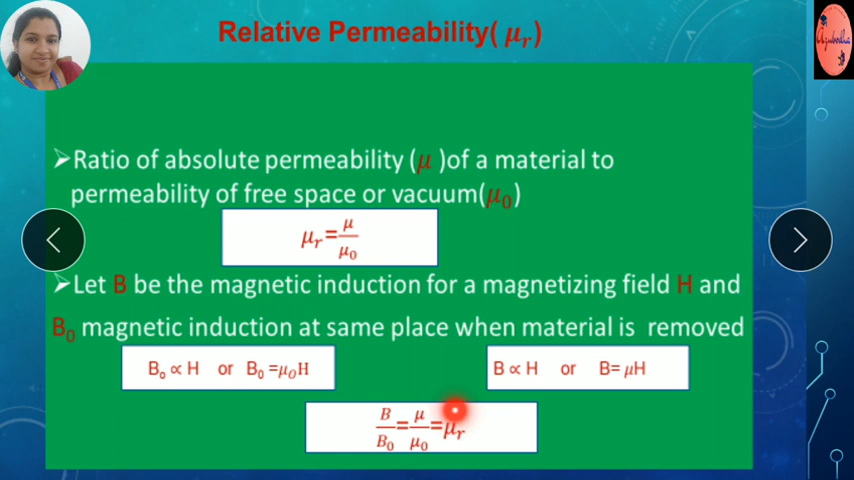 Relative Permeability( μᵣ)
➢Ratio of absolute permeability (μ )of a material to
permeability of free space or vacuum(μ₀)
μᵣ=μ/μ₀
➢Let B be the magnetic induction for a magnetizing field H and
B₀ magnetic induction at same place when material is removed
B₀ ∝ H or B₀ =μ₀H
B ∝ H or B= μH
B/B₀=μ/μ₀=μᵣ